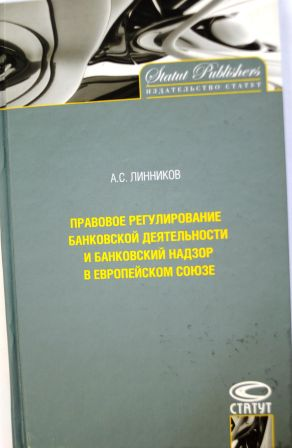 Statut Publishers
ИЗДАТЕЛЬСТВО СТАТУТ
А.С. ЛИННИКОВ
ПРАВОВОЕ РЕГУЛИРОВАНИЕ
БАНКОВСКОЙ ДЕЯТЕЛЬНОСТИ
И БАНКОВСКИЙ НАДЗОР
В ЕВРОПЕЙСКОМ СОЮЗЕ
СТАТУТ